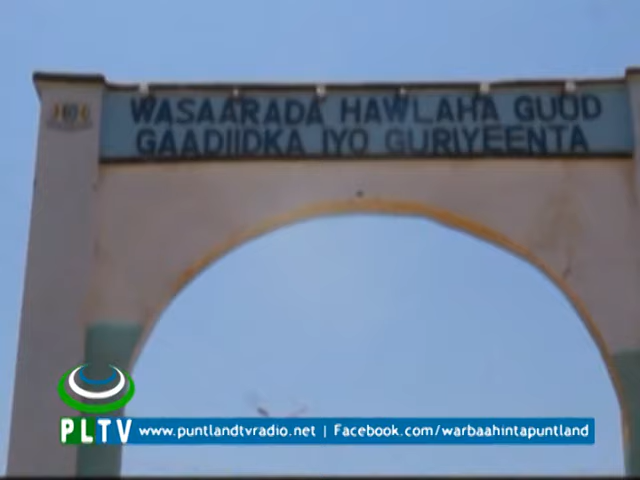 WASAARADA HAWLAHA GUUD
GAADIIDKA IYO GURIYEENTA
PLTV www.puntlandtvradio.net | Facebook.com/warbaahintapuntland